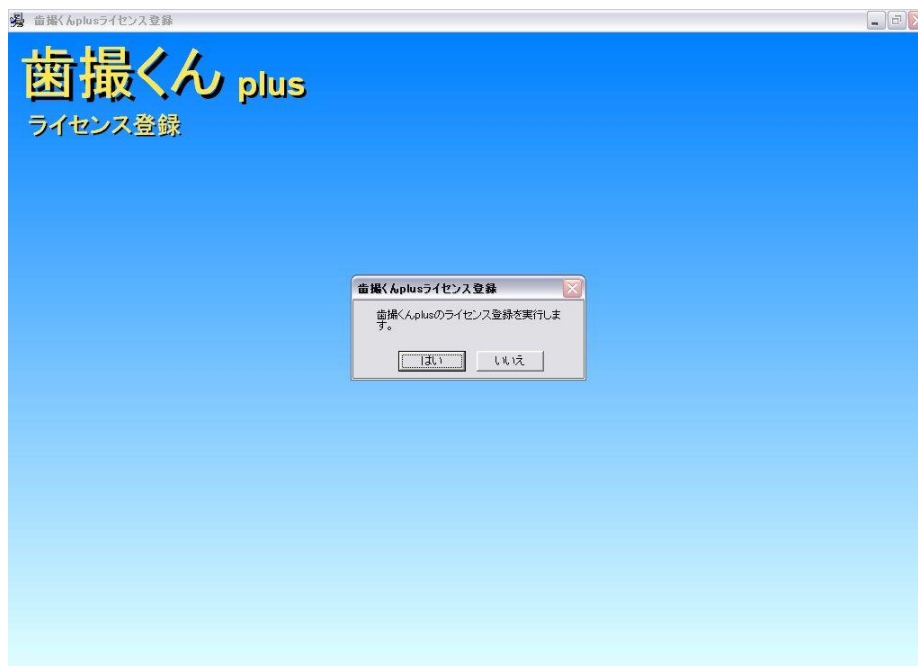 歯撮くんplusライセンス登録
歯撮くん plus
ライセンス登録
歯撮くんplusライセンス登録
歯撮くんplusのライセンス登録を実行しま
す。
はい
いいえ